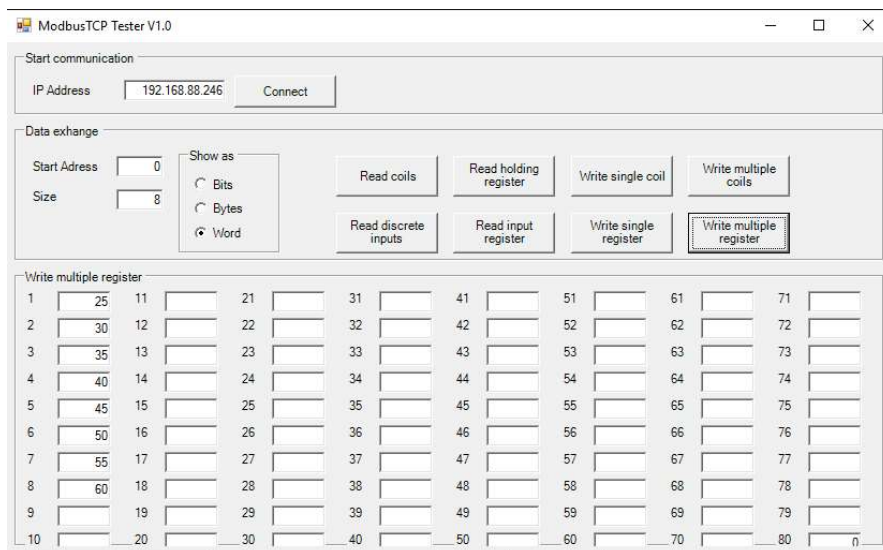 ModbusTCP Tester V1.0
Start communication
IP Address 192.168.88.246 Connect
Data exhange
Start Adress 0
Size 8
Show as
Bits
Bytes
Word
Read coils
Read holding
register
Write single coil
Write multiple
coils
Read discrete
inputs
Read input
register
Write single
register
Write multiple
register
Write multiple register
1 25 11 21 31 41 51 61 71
2 30 12 22 32 42 52 62 72
3 35 13 23 33 43 53 63 73
4 40 14 24 34 44 54 64 74
5 45 15 25 35 45 55 65 75
6 50 16 26 36 46 56 66 76
7 55 17 27 37 47 57 67 77
8 60 18 28 38 48 58 68 78
9 19 29 39 49 59 69 79
10 20 30 40 50 60 70 80 0